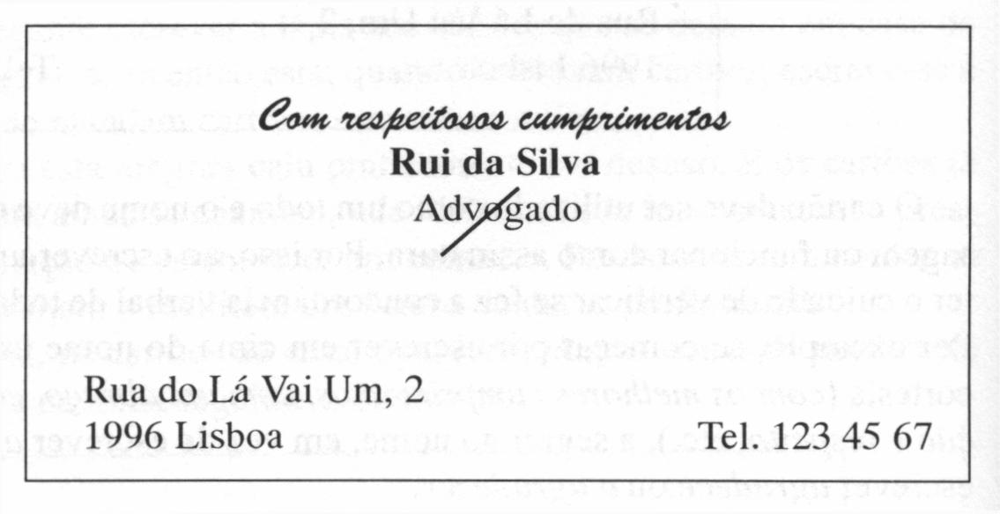 Com respeitosos cumprimentos
Rui da Silva
Advogado
Rua do Lá Vai Um, 2
1996 Lisboa
Tel. 123 45 67